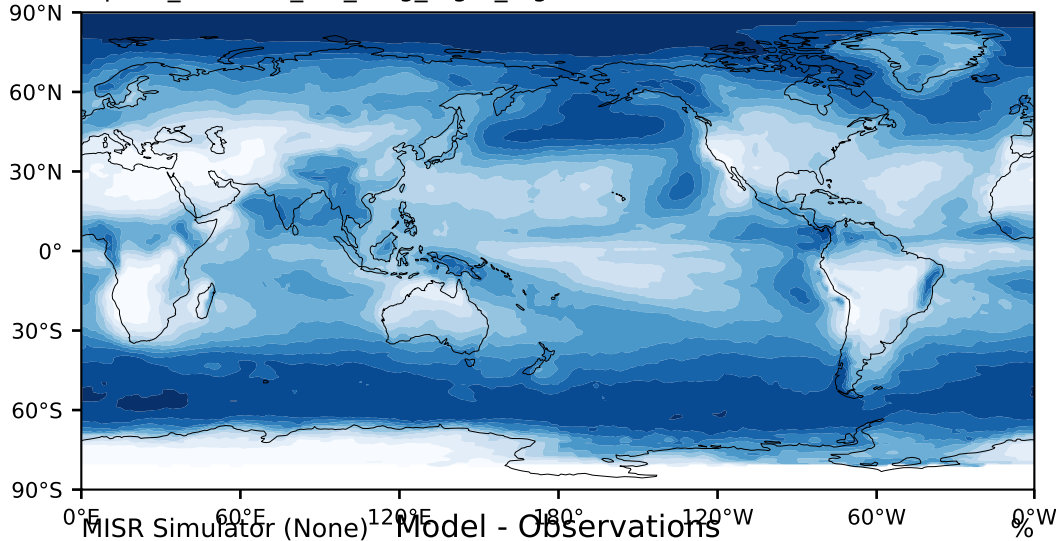 90°N
60°N
30°N
0°
30°S
60°S
90°S
0°E 60°E 120°E 180° 120°W 60°W 0°W
MISR Simulator (None) Model - Observations %